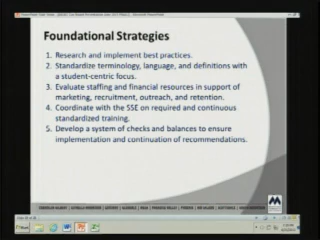 Foundational Strategies
1. Research and implement best practices.
2. Standardize terminology, language, and definitions with
a student-centric focus.
3. Evaluate staffing and financial resources in support of
marketing, recruitment, outreach, and retention.
4. Coordinate with the SSE on required and continuous
standardized training.
5. Develop a system of checks and balances to ensure
implementation and continuation of recommendations.